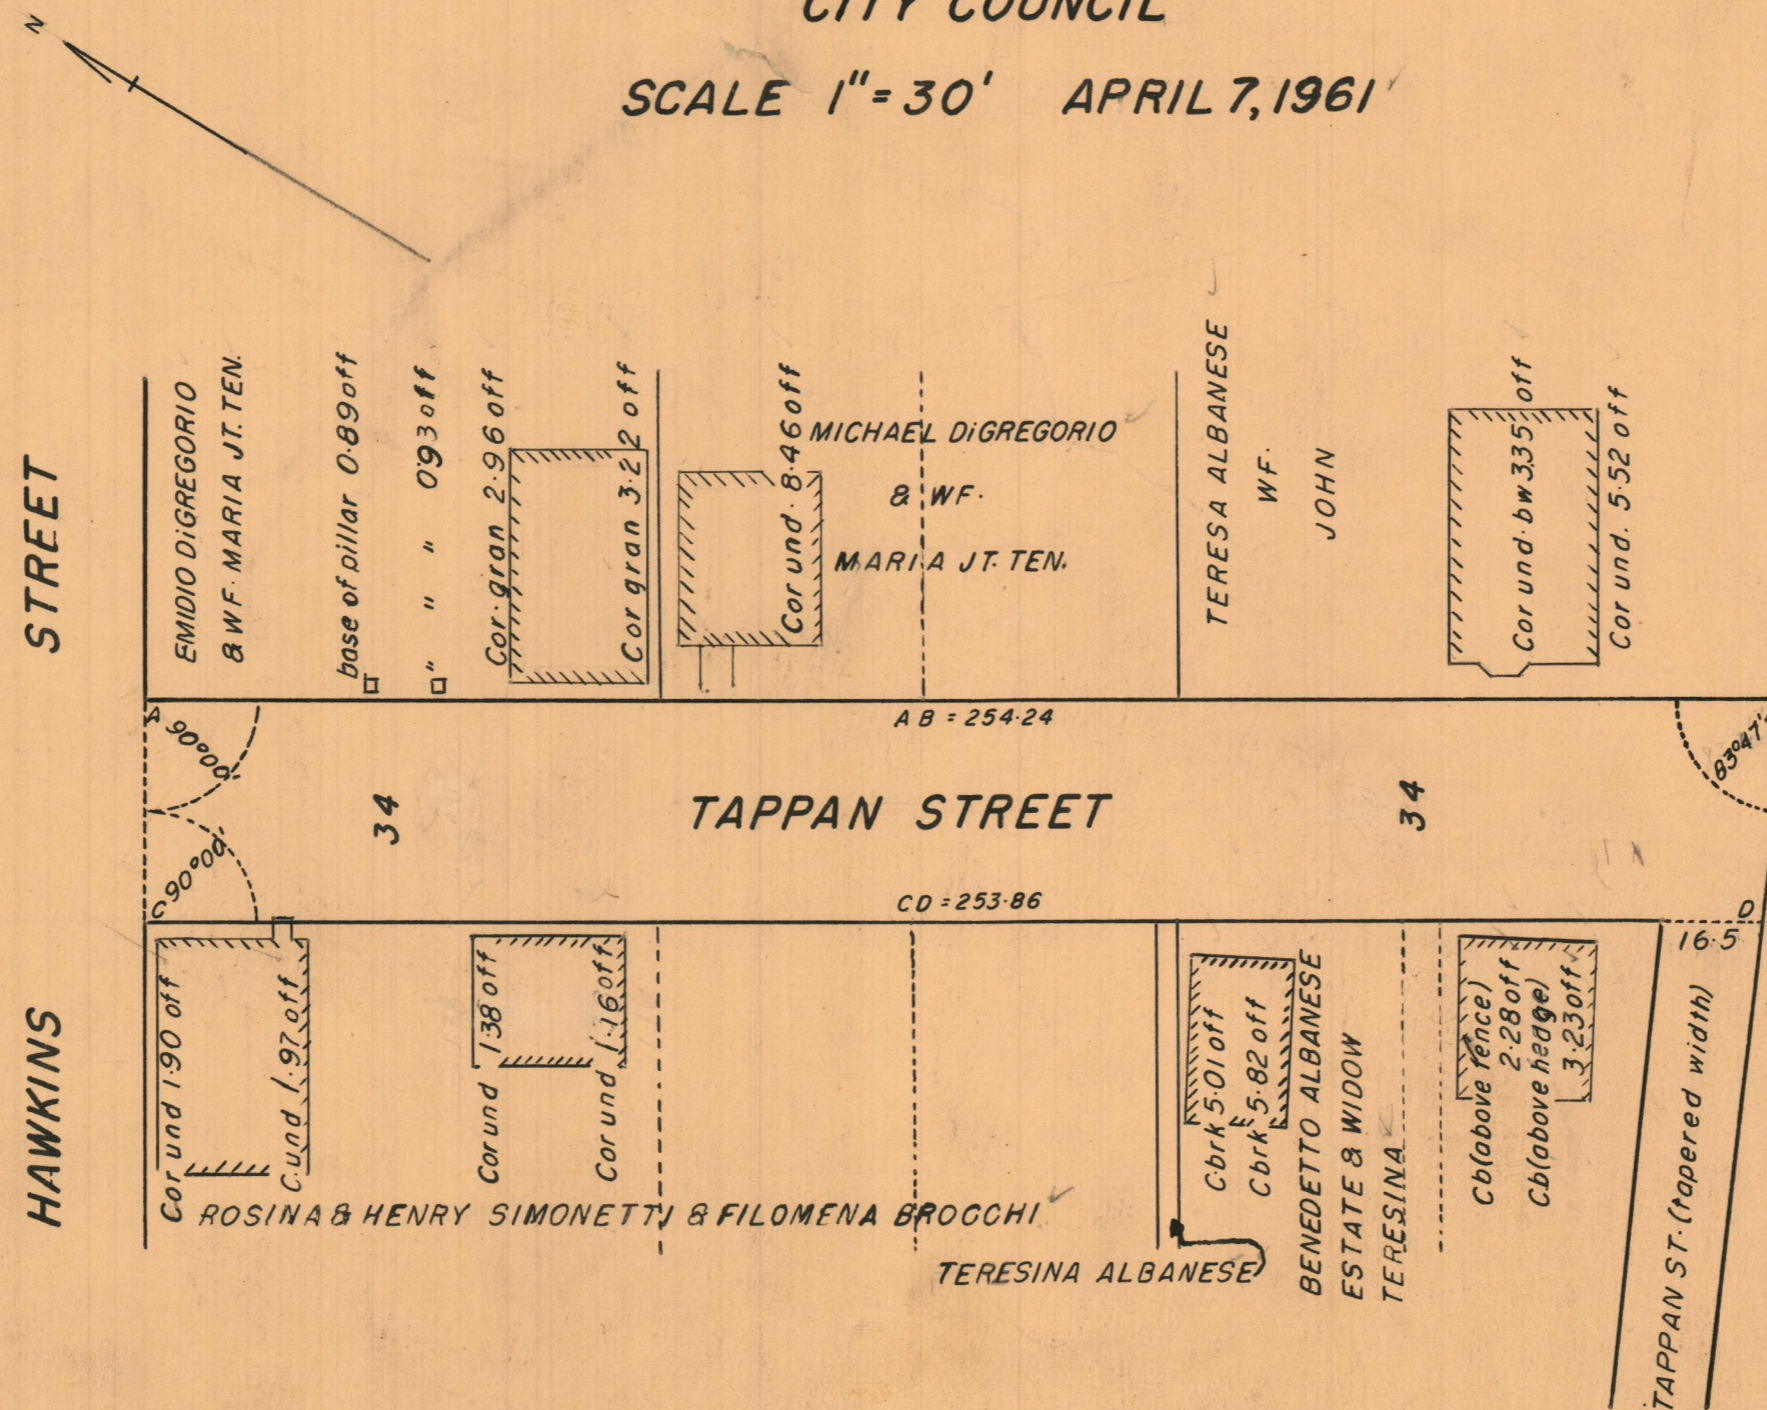 CITY COUNCIL
SCALE 1"=30' APRIL 7, 1961
N
STREET
HAWKINS
EMIDIO DiGREGORIO
& WF. MARIA JT. TEN.
base of pillar 0.89 off
" " " 0.93 off
Cor. gran 2.96 off
Cor gran 3.22 off
Cor und. 8.46 off
MICHAEL DiGREGORIO
& WF.
MARIA JT. TEN.
TERESA ALBANESE
WF.
JOHN
Cor und. bw 3.35 off
Cor und. 5.52 off
A
90°00'
AB = 254.24
83°47'
34
TAPPAN STREET
34
C
90°00'
CD = 253.86
D
16.5
Cor und 1.90 off
C. und 1.97 off
Cor und 1.38 off
Cor und 1.16 off
ROSINA & HENRY SIMONETTI & FILOMENA BROCCHI
TERESINA ALBANESE
Cbrk 5.01 off
Cbrk 5.82 off
BENEDETTO ALBANESE
ESTATE & WIDOW
TERESINA
Cb(above fence)
2.28 off
Cb(above hedge)
3.23 off
TAPPAN ST. (tapered width)